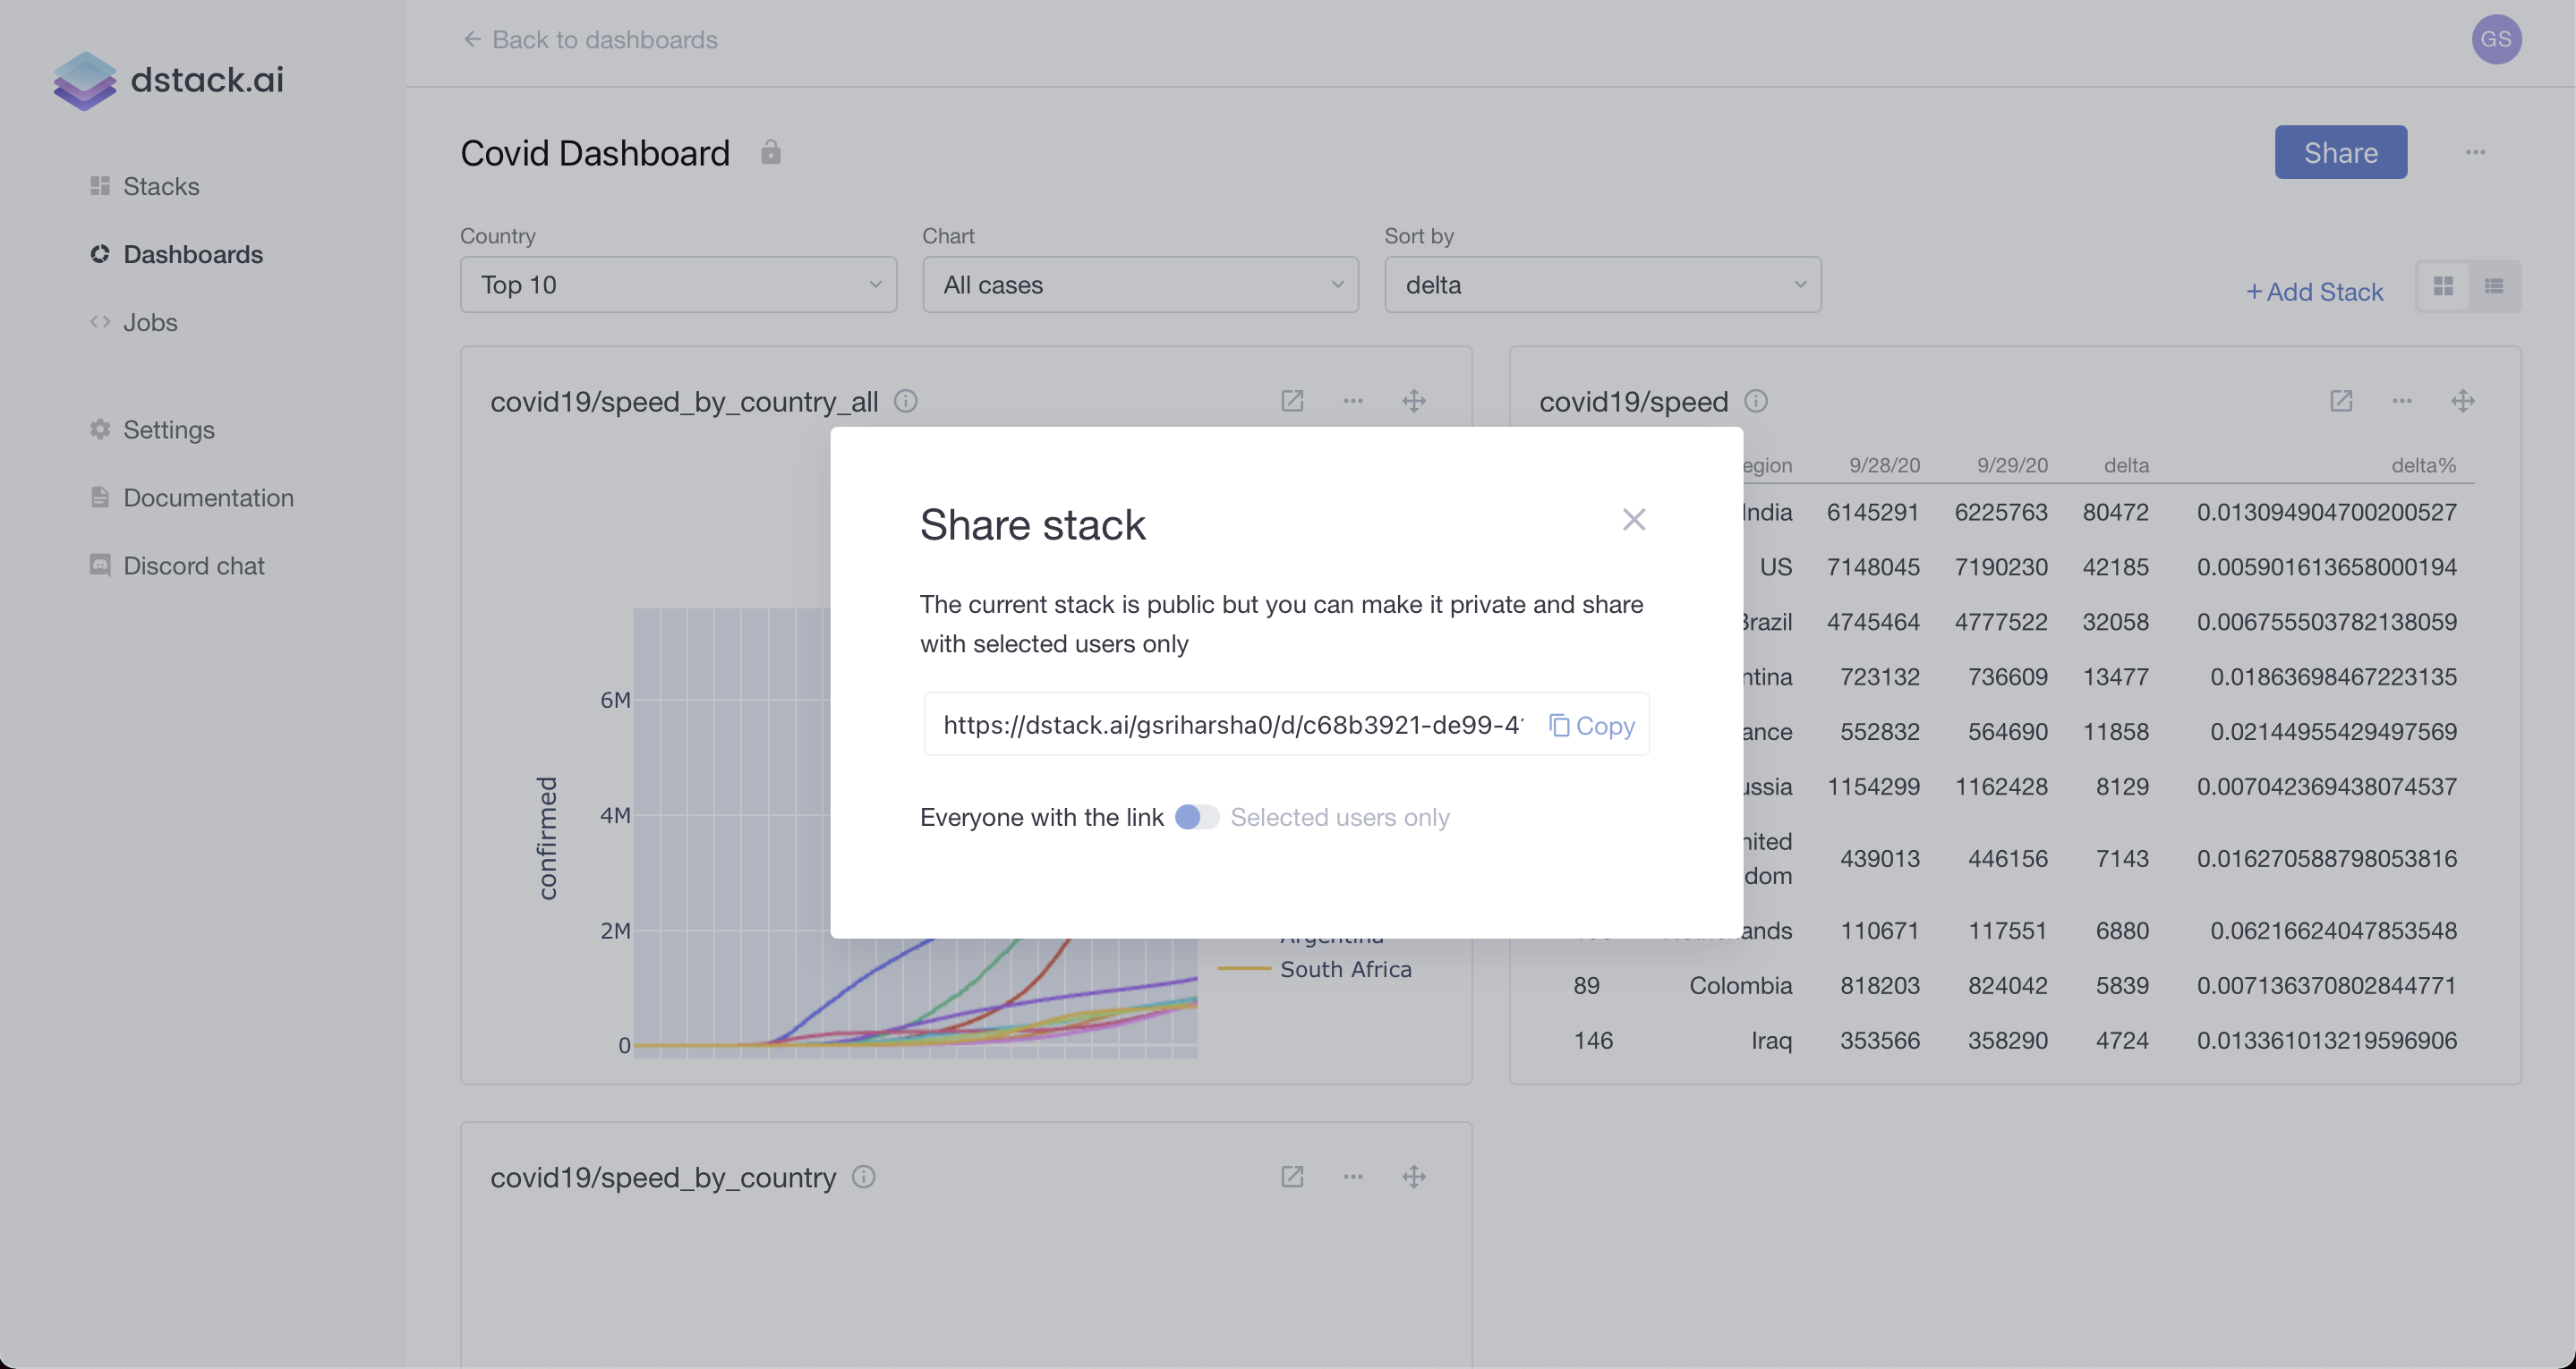 dstack.ai
Stacks
Dashboards
Jobs
Settings
Documentation
Discord chat
Back to dashboards
GS
Covid Dashboard
Share
Country
Chart
Sort by
Top 10
All cases
delta
+ Add Stack
covid19/speed_by_country_all
6M
4M
2M
0
confirmed
South Africa
covid19/speed
9/28/20 9/29/20 delta delta%
India 6145291 6225763 80472 0.013094904700200527
US 7148045 7190230 42185 0.005901613658000194
Brazil 4745464 4777522 32058 0.006755503782138059
723132 736609 13477 0.01863698467223135
552832 564690 11858 0.02144955429497569
1154299 1162428 8129 0.007042369438074537
439013 446156 7143 0.016270588798053816
110671 117551 6880 0.06216624047853548
89 Colombia 818203 824042 5839 0.007136370802844771
146 Iraq 353566 358290 4724 0.013361013219596906
Share stack
The current stack is public but you can make it private and share
with selected users only
https://dstack.ai/gsriharsha0/d/c68b3921-de99-4
Copy
Everyone with the link
Selected users only
covid19/speed_by_country